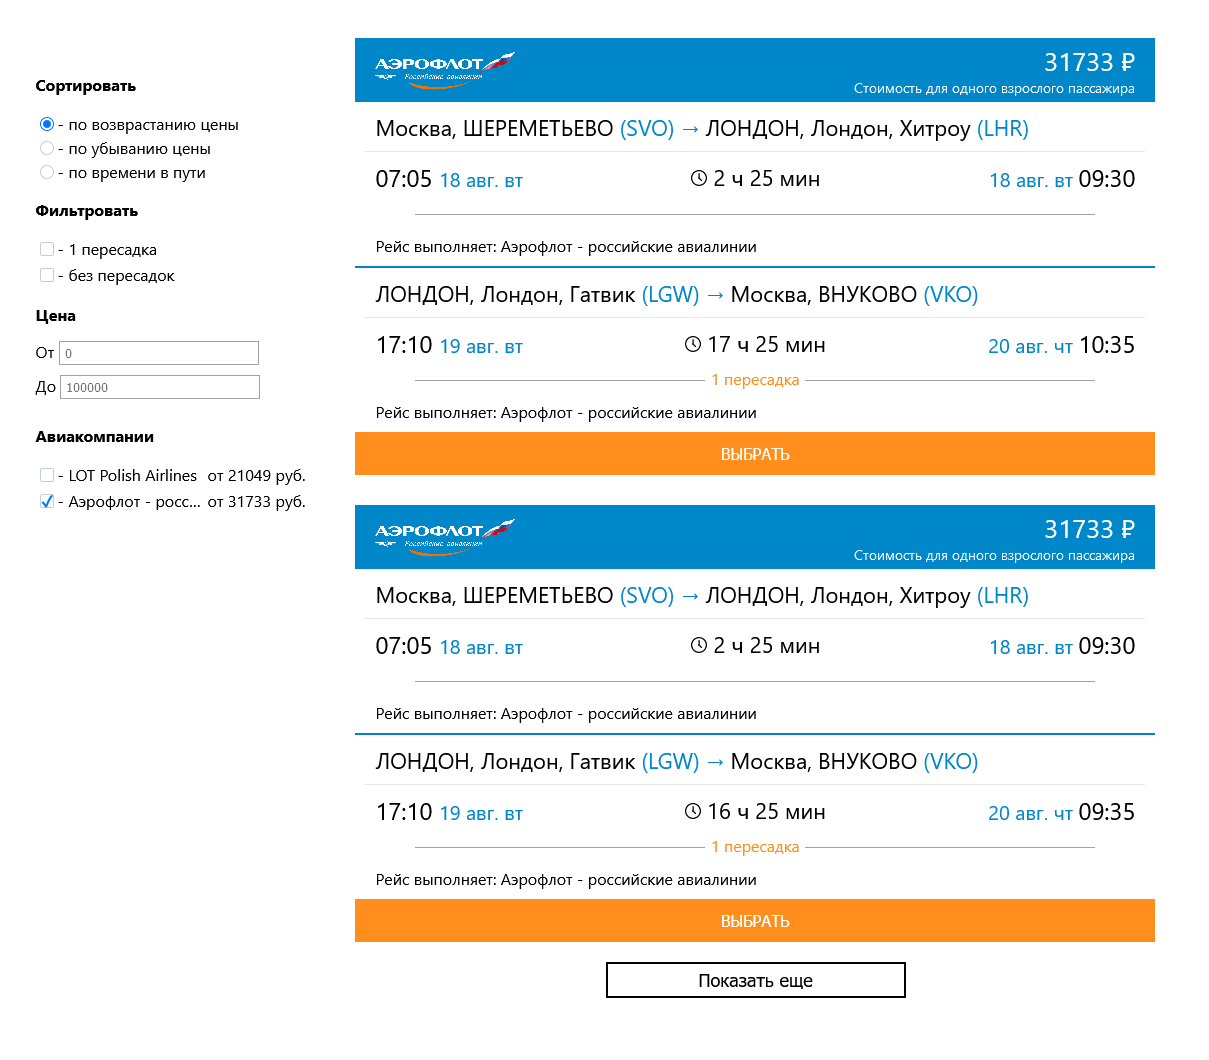 Сортировать
- по возврастанию цены
- по убыванию цены
- по времени в пути
Фильтровать
- 1 пересадка
- без пересадок
Цена
От 0
До 100000
Авиакомпании
- LOT Polish Airlines от 21049 руб.
- Аэрофлот - росс... от 31733 руб.
АЭРОФЛОТ
Российские авиалинии
31733 ₽
Стоимость для одного взрослого пассажира
Москва, ШЕРЕМЕТЬЕВО (SVO) → ЛОНДОН, Лондон, Хитроу (LHR)
07:05 18 авг. вт 2 ч 25 мин 18 авг. вт 09:30
Рейс выполняет: Аэрофлот - российские авиалинии
ЛОНДОН, Лондон, Гатвик (LGW) → Москва, ВНУКОВО (VKO)
17:10 19 авг. вт 17 ч 25 мин 20 авг. чт 10:35
1 пересадка
Рейс выполняет: Аэрофлот - российские авиалинии
ВЫБРАТЬ
АЭРОФЛОТ
Российские авиалинии
31733 ₽
Стоимость для одного взрослого пассажира
Москва, ШЕРЕМЕТЬЕВО (SVO) → ЛОНДОН, Лондон, Хитроу (LHR)
07:05 18 авг. вт 2 ч 25 мин 18 авг. вт 09:30
Рейс выполняет: Аэрофлот - российские авиалинии
ЛОНДОН, Лондон, Гатвик (LGW) → Москва, ВНУКОВО (VKO)
17:10 19 авг. вт 16 ч 25 мин 20 авг. чт 09:35
1 пересадка
Рейс выполняет: Аэрофлот - российские авиалинии
ВЫБРАТЬ
Показать еще